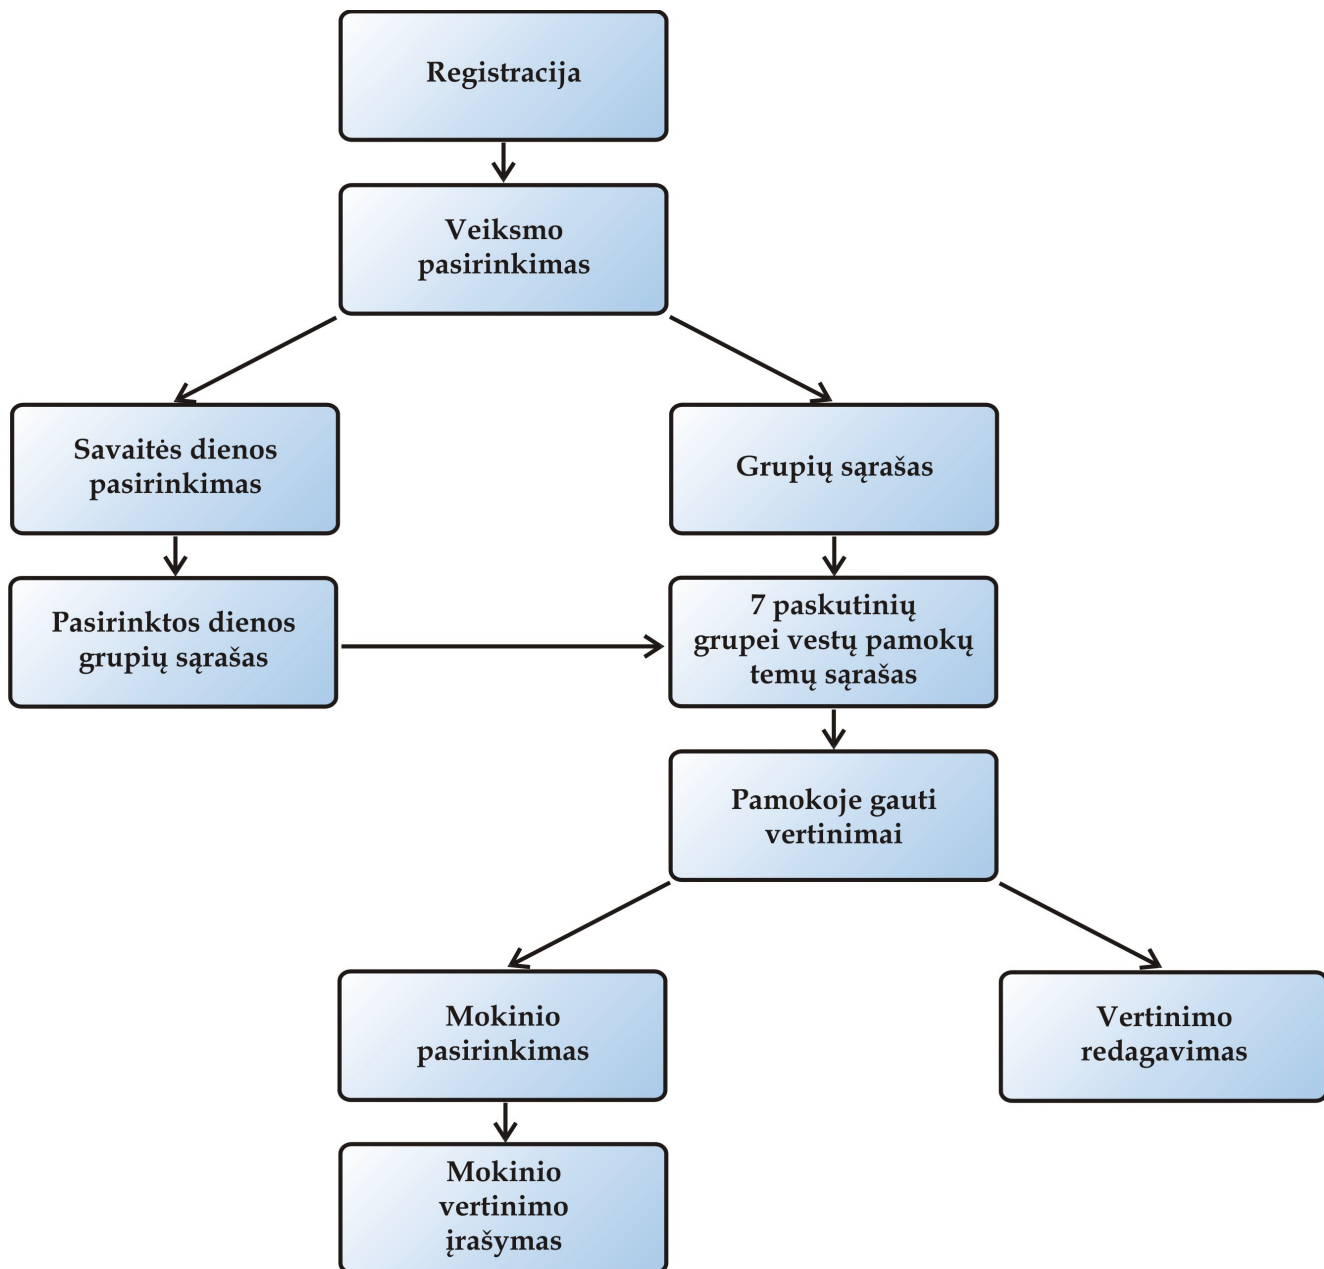 Registracija
Veiksmo
pasirinkimas
Savaitės dienos
pasirinkimas
Grupių sąrašas
Pasirinktos dienos
grupių sąrašas
7 paskutinių
grupei vestų pamokų
temų sąrašas
Pamokoje gauti
vertinimai
Mokinio
pasirinkimas
Vertinimo
redagavimas
Mokinio
vertinimo
įrašymas